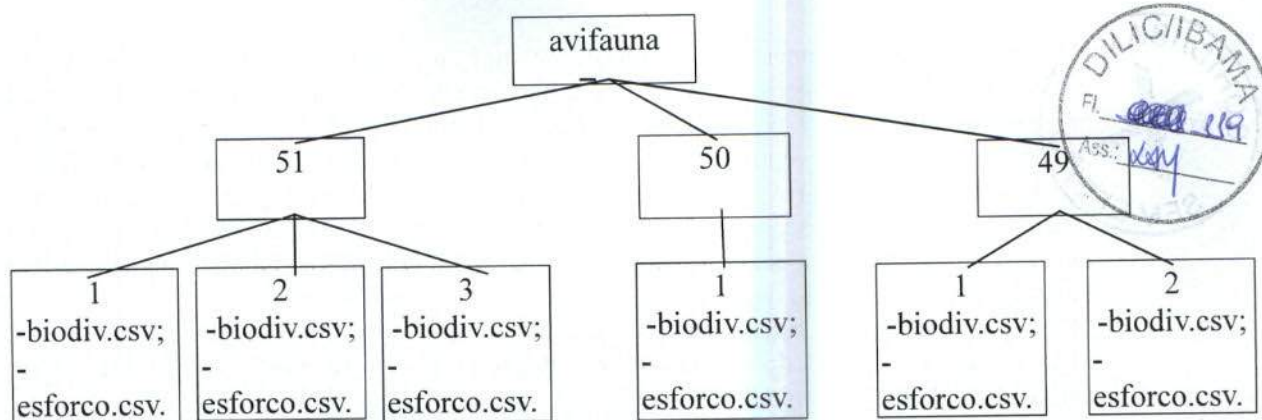 avifauna
DILIC/IBAMA
Fl. 119
Ass.:
51
50
49
1
-biodiv.csv;
-
esforco.csv.
2
-biodiv.csv;
-
esforco.csv.
3
-biodiv.csv;
-
esforco.csv.
1
-biodiv.csv;
-
esforco.csv.
1
-biodiv.csv;
-
esforco.csv.
2
-biodiv.csv;
-
esforco.csv.